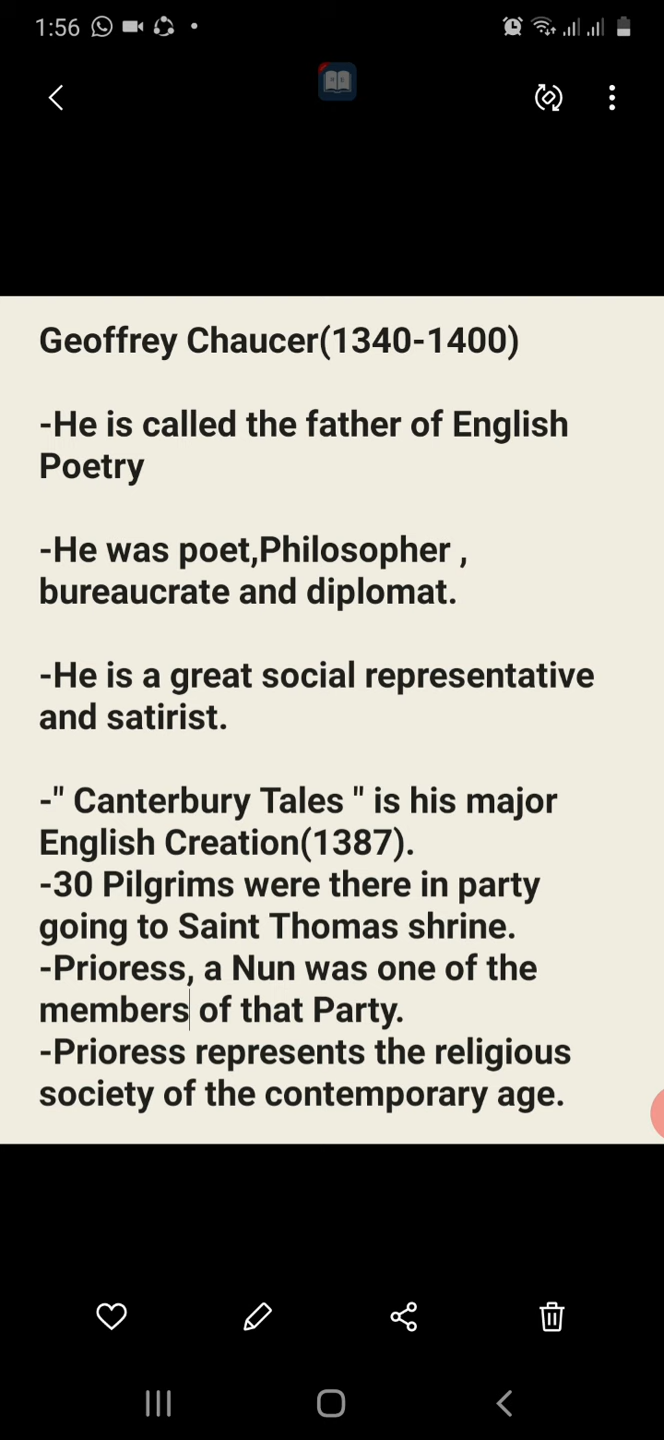 1:56
Geoffrey Chaucer(1340-1400)
-He is called the father of English
Poetry
-He was poet,Philosopher ,
bureaucrate and diplomat.
-He is a great social representative
and satirist.
-" Canterbury Tales " is his major
English Creation(1387).
-30 Pilgrims were there in party
going to Saint Thomas shrine.
-Prioress, a Nun was one of the
members of that Party.
-Prioress represents the religious
society of the contemporary age.